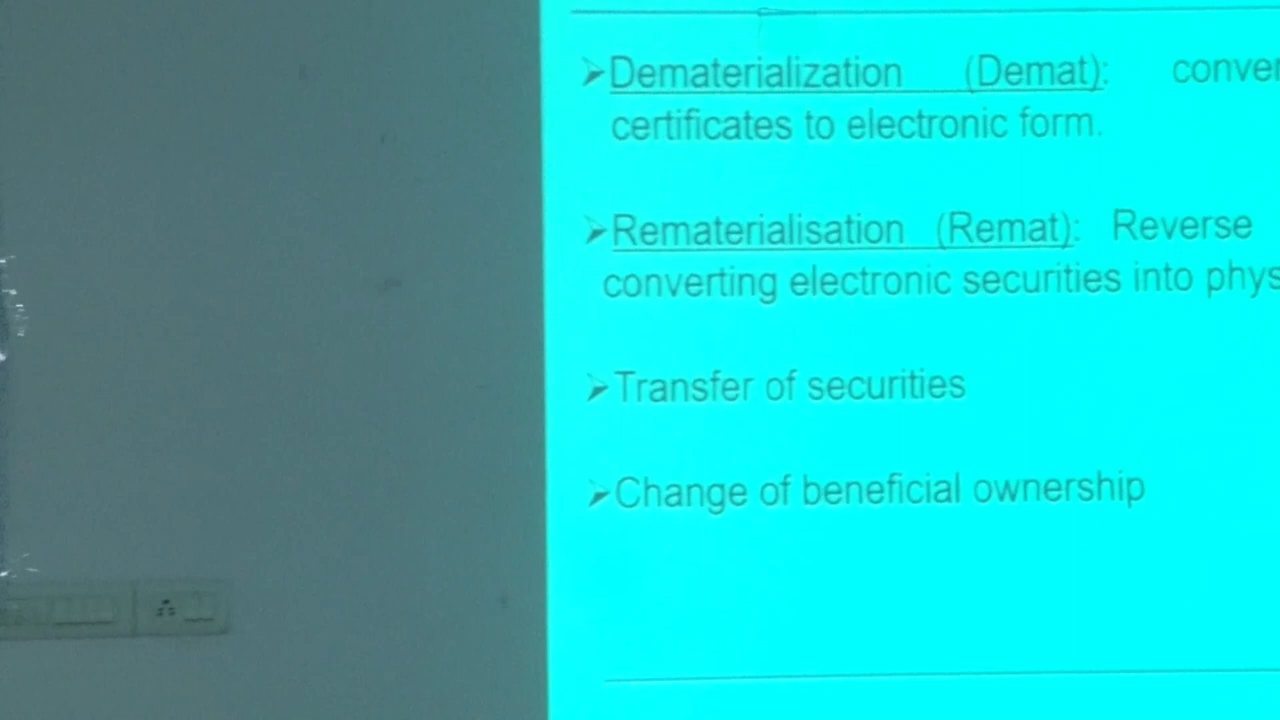 ➢Dematerialization (Demat):
certificates to electronic form.
➢Rematerialisation (Remat): Reverse
converting electronic securities into
➢Transfer of securities
➢Change of beneficial ownership